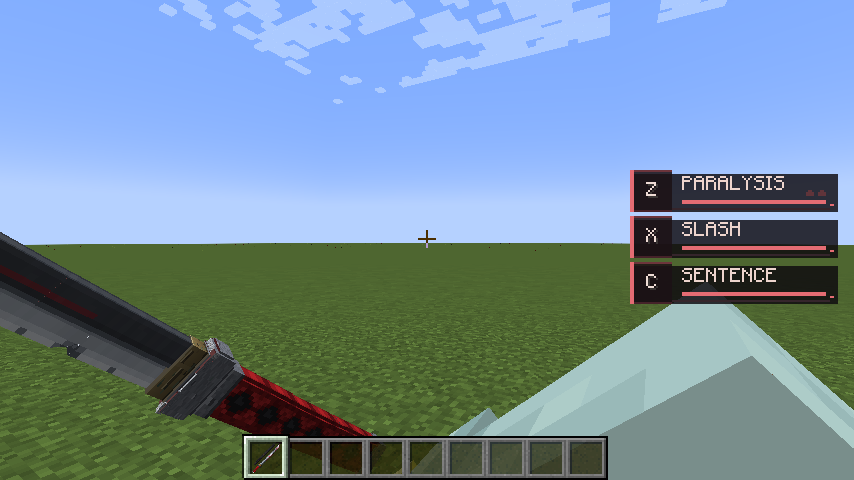 Z
PARALYSIS
X
SLASH
C
SENTENCE